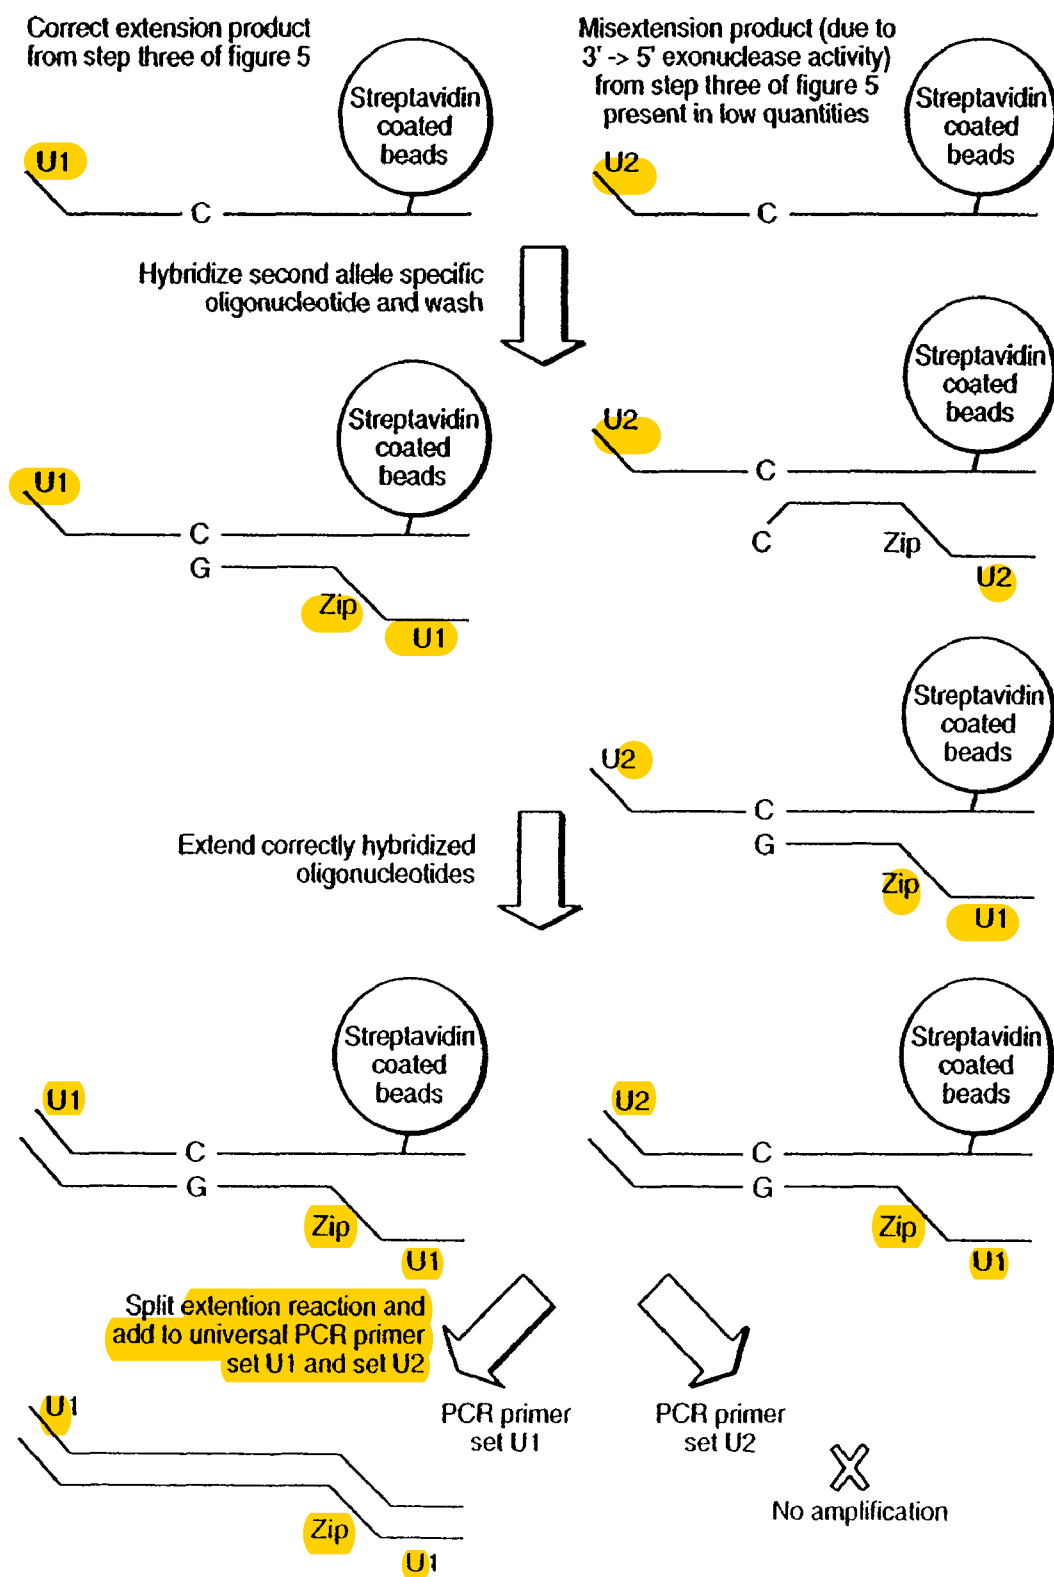 Correct extension product
from step three of figure 5
Misextension product (due to
3' -> 5' exonuclease activity)
from step three of figure 5
present in low quantities
Streptavidin
coated
beads
Streptavidin
coated
beads
U1
C
U2
C
Hybridize second allele specific
oligonucleotide and wash
Streptavidin
coated
beads
U1
C
G
Zip
U1
Streptavidin
coated
beads
U2
C
C
Zip
U2
Streptavidin
coated
beads
U2
C
G
Zip
U1
Extend correctly hybridized
oligonucleotides
Streptavidin
coated
beads
U1
C
G
Zip
U1
Streptavidin
coated
beads
U2
C
G
Zip
U1
Split extention reaction and
add to universal PCR primer
set U1 and set U2
PCR primer
set U1
PCR primer
set U2
No amplification
U1
Zip
U1